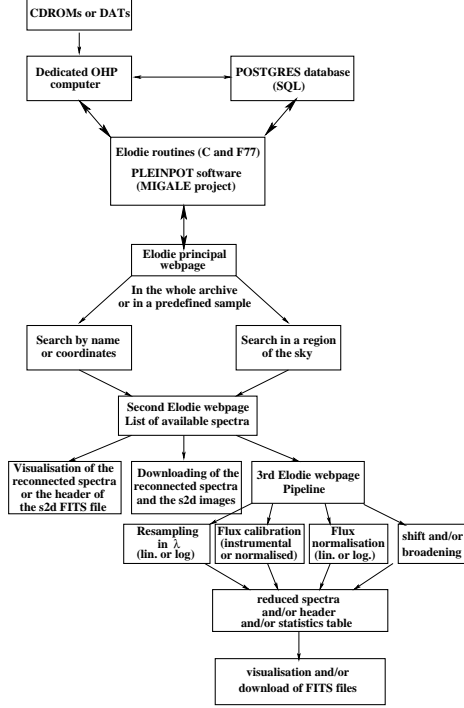 CDROMs or DATs
Dedicated OHP
computer
POSTGRES database
(SQL)
Elodie routines (C and F77)
PLEINPOT software
(MIGALE project)
Elodie principal
webpage
In the whole archive
or in a predefined sample
Search by name
or coordinates
Search in a region
of the sky
Second Elodie webpage
List of available spectra
Visualisation of the
reconnected spectra
or the header of
the s2d FITS file
Downloading of the
reconnected spectra
and the s2d images
3rd Elodie webpage
Pipeline
Resampling
in λ
(lin. or log)
Flux calibration
(instrumental
or normalised)
Flux
normalisation
(lin. or log.)
shift and/or
broadening
reduced spectra
and/or header
and/or statistics table
visualisation and/or
download of FITS files